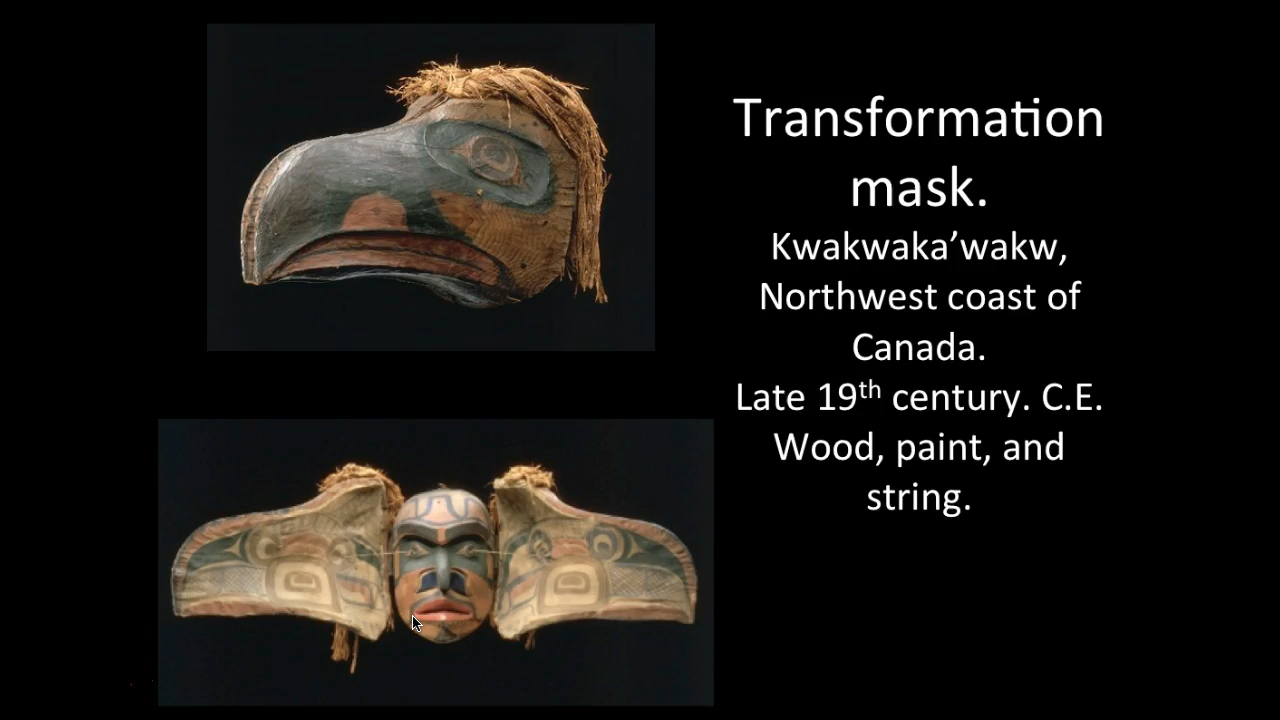 Transformation
mask.
Kwakwaka’wakw,
Northwest coast of
Canada.
Late 19th century. C.E.
Wood, paint, and
string.